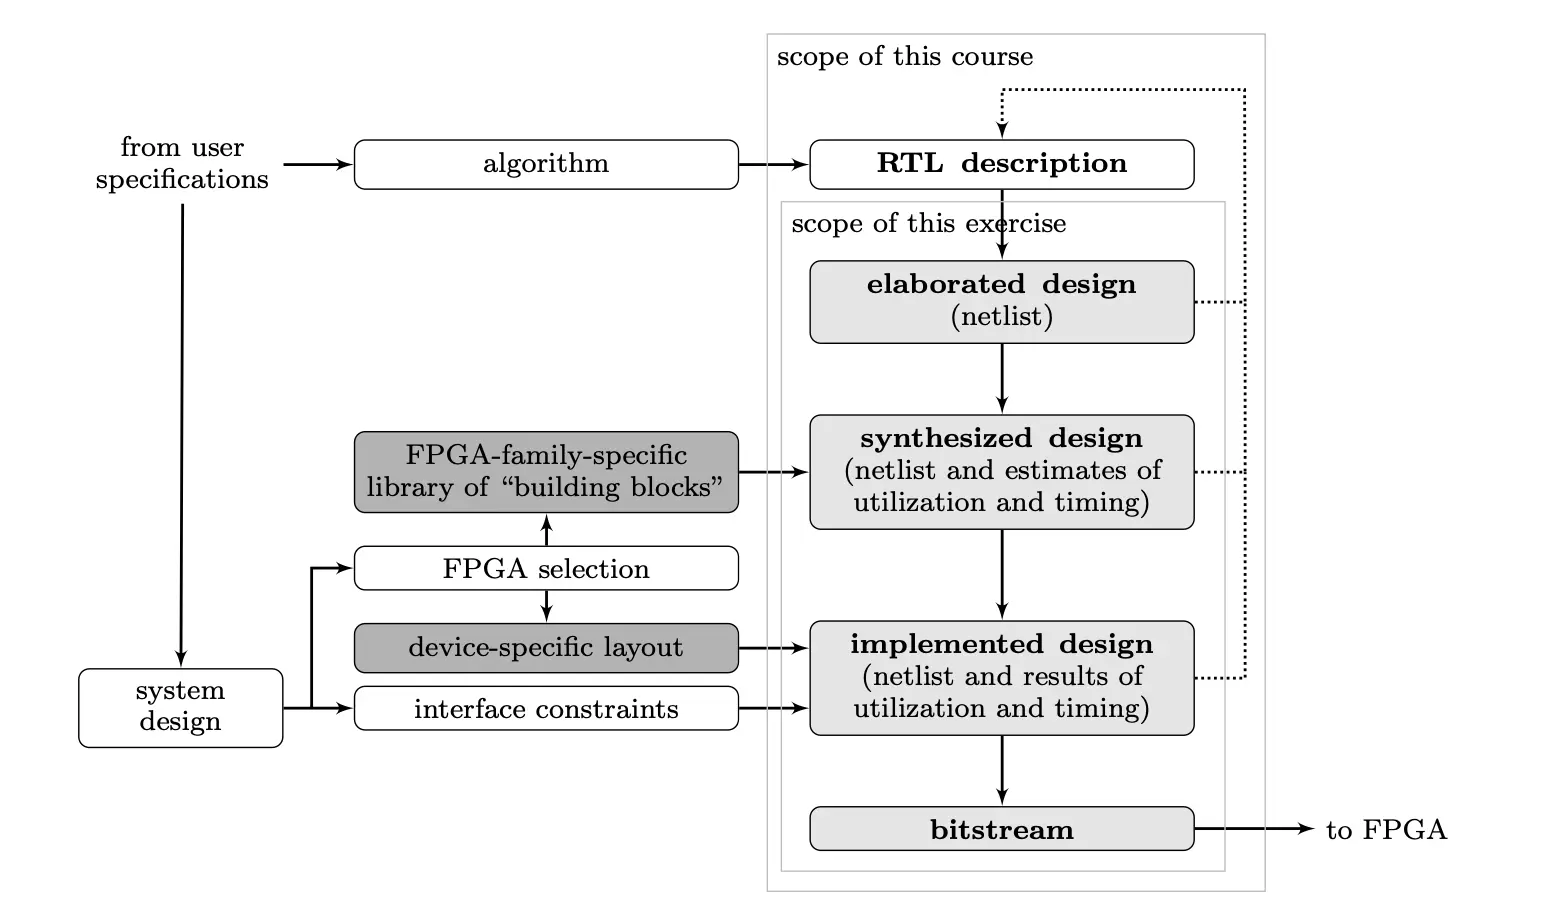 scope of this course
from user
specifications
algorithm
RTL description
scope of this exercise
elaborated design
(netlist)
FPGA-family-specific
library of “building blocks”
synthesized design
(netlist and estimates of
utilization and timing)
FPGA selection
device-specific layout
implemented design
(netlist and results of
utilization and timing)
system
design
interface constraints
bitstream
to FPGA